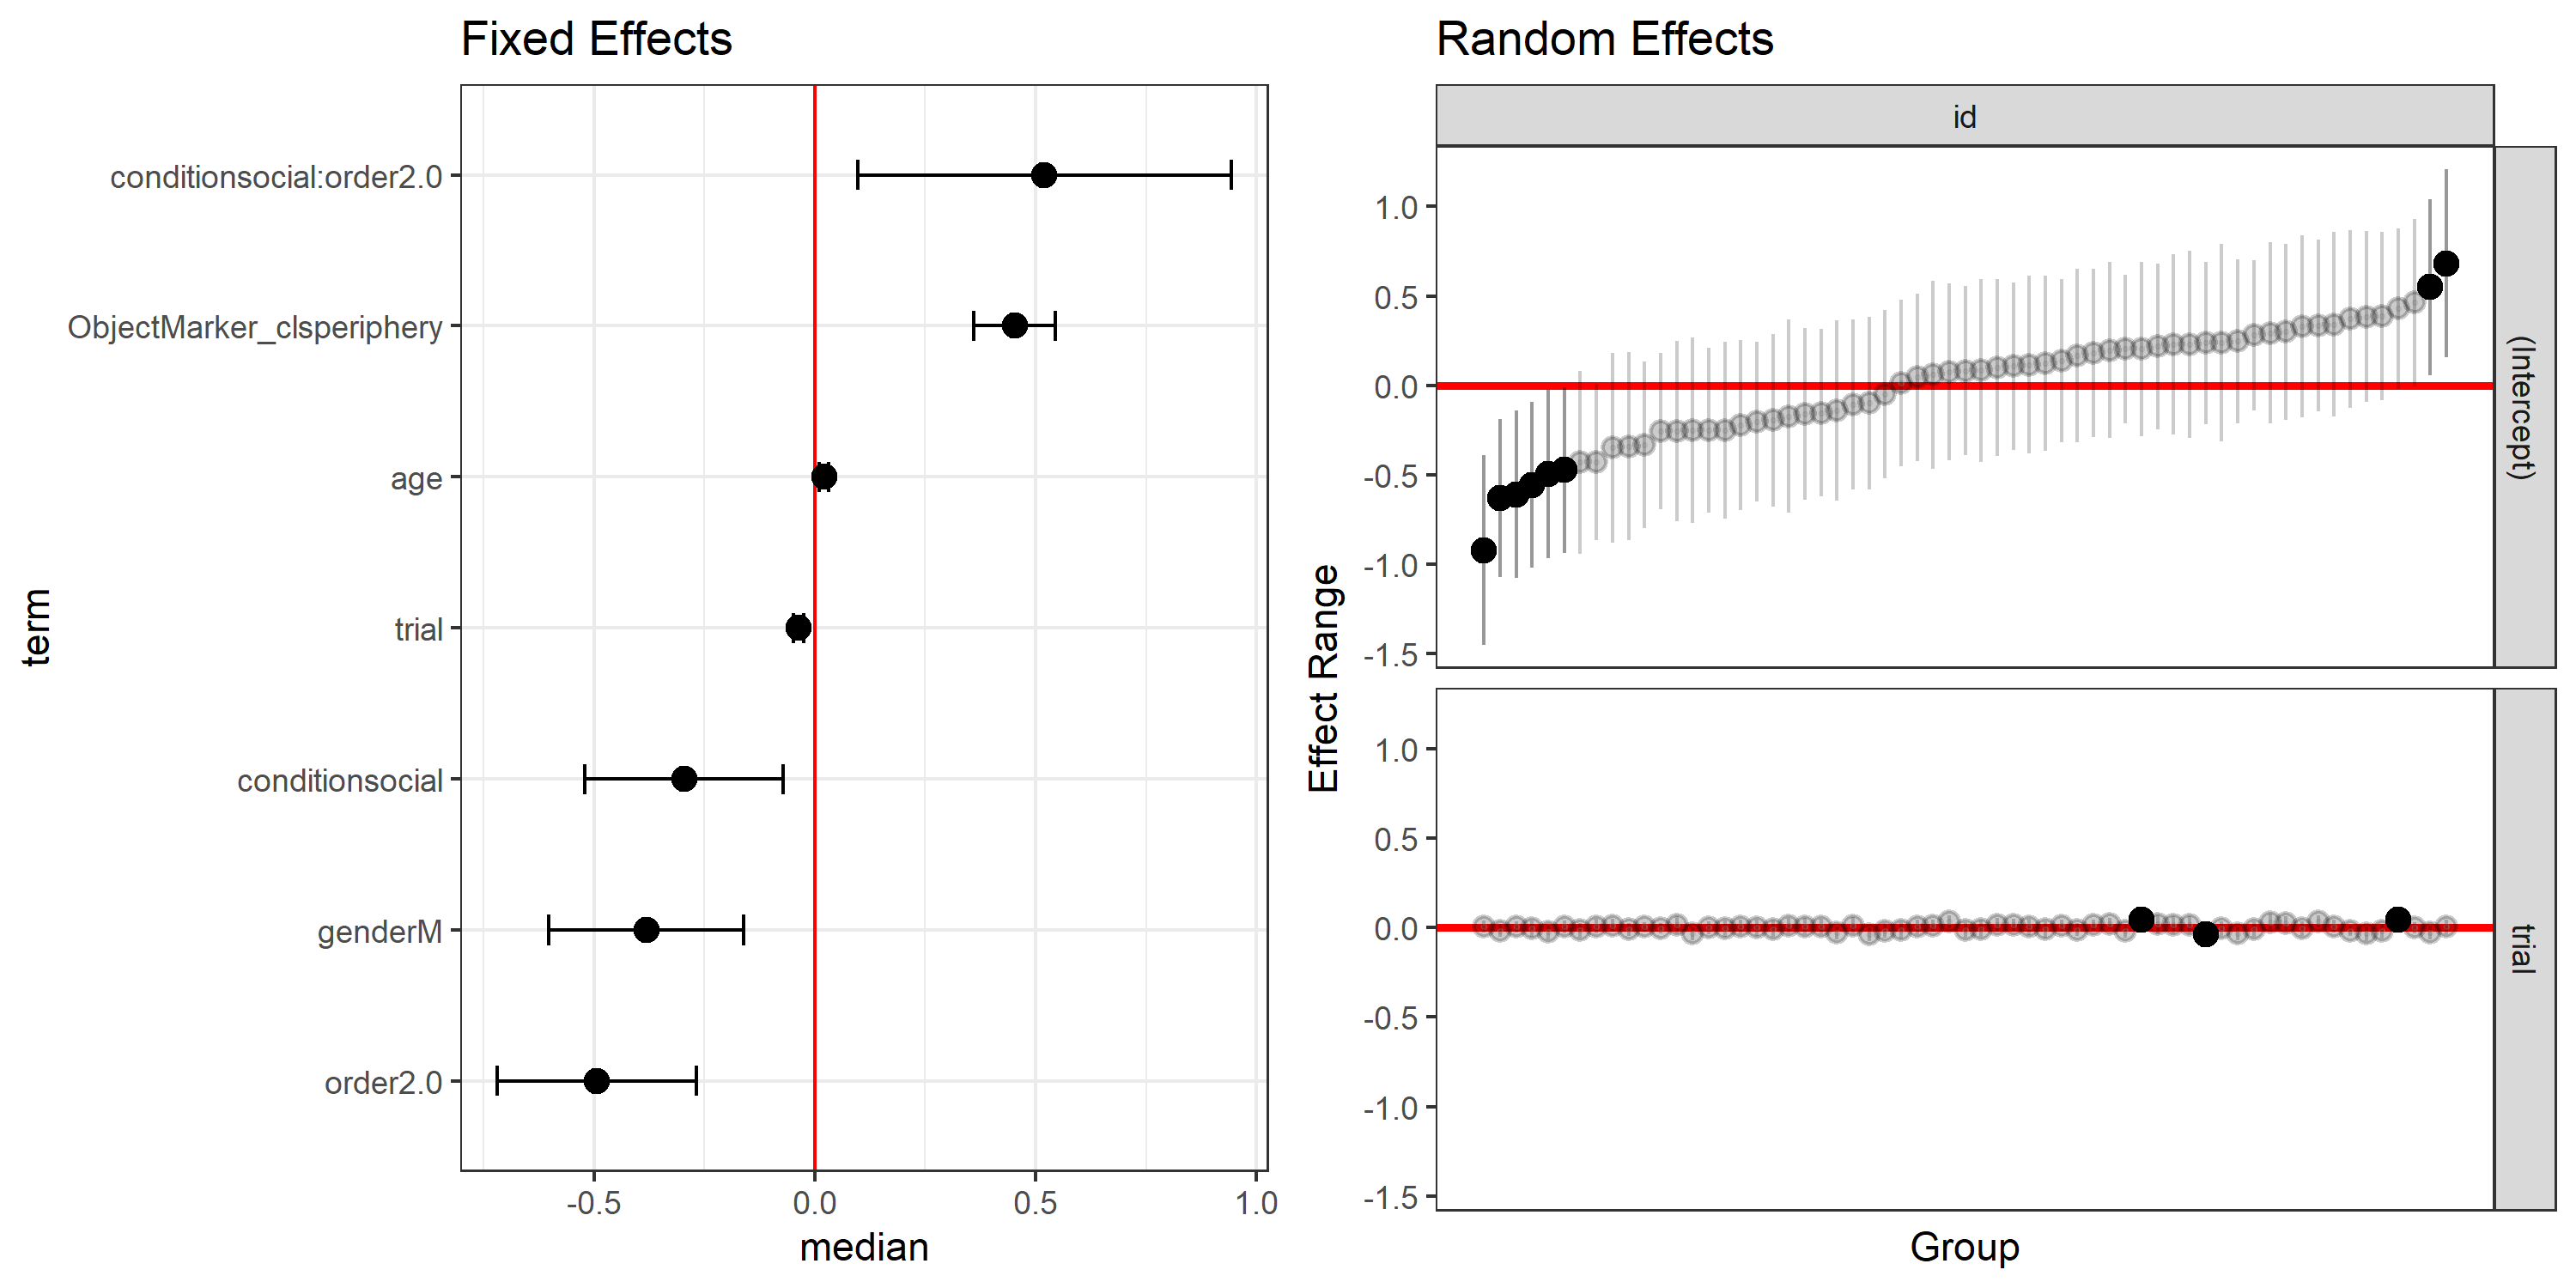 Fixed Effects
term
conditionsocial:order2.0
ObjectMarker_clsperiphery
age
trial
conditionsocial
genderM
order2.0
-0.5 0.0 0.5 1.0
median
Random Effects
id
Effect Range
1.0
0.5
0.0
-0.5
-1.0
-1.5
(Intercept)
1.0
0.5
0.0
-0.5
-1.0
-1.5
trial
Group